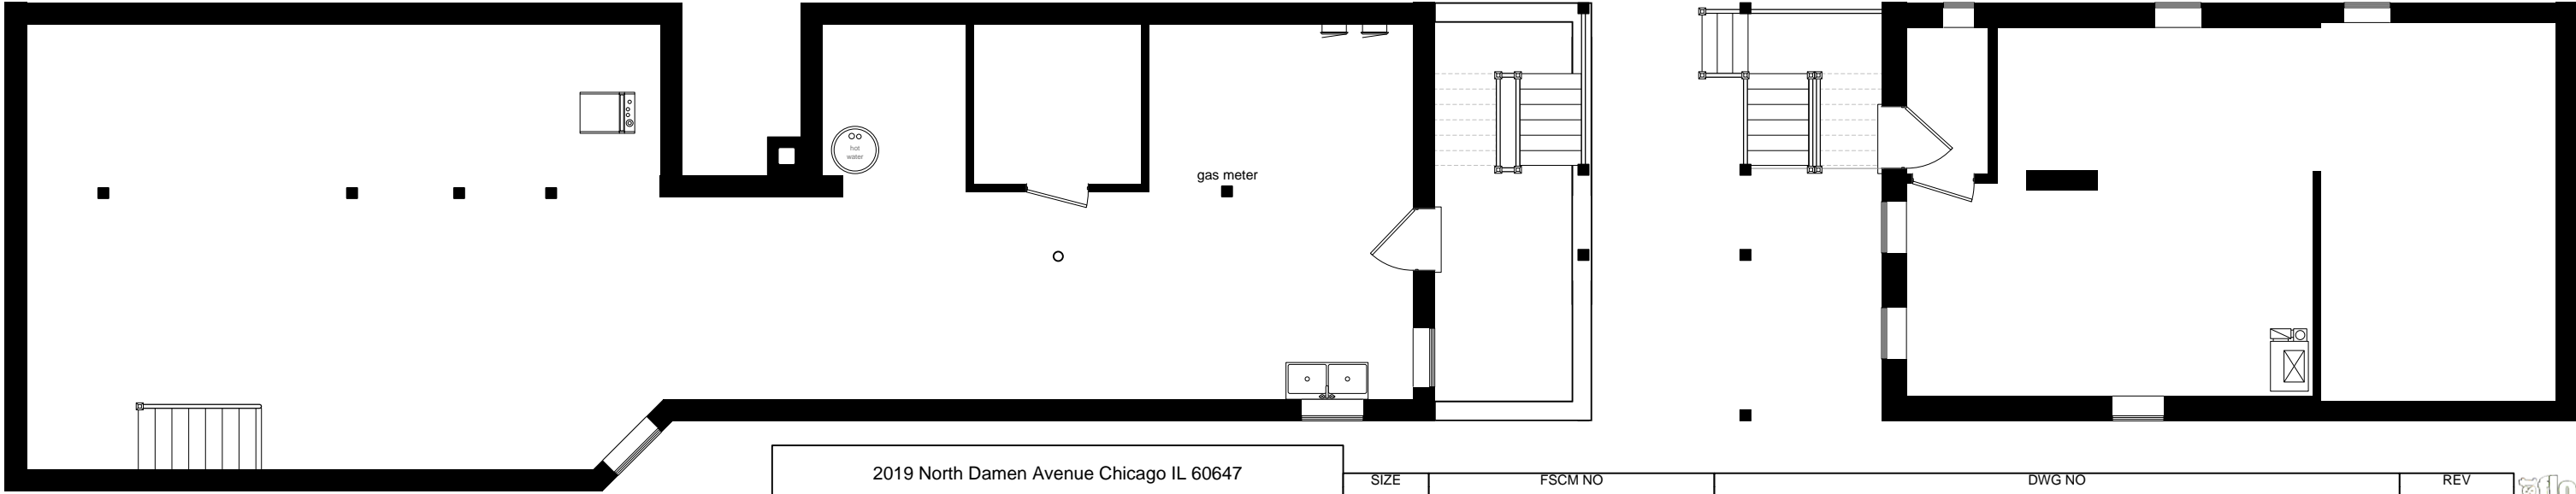 hot
water
gas meter
2019 North Damen Avenue Chicago IL 60647
SIZE
FSCM NO
DWG NO
REV